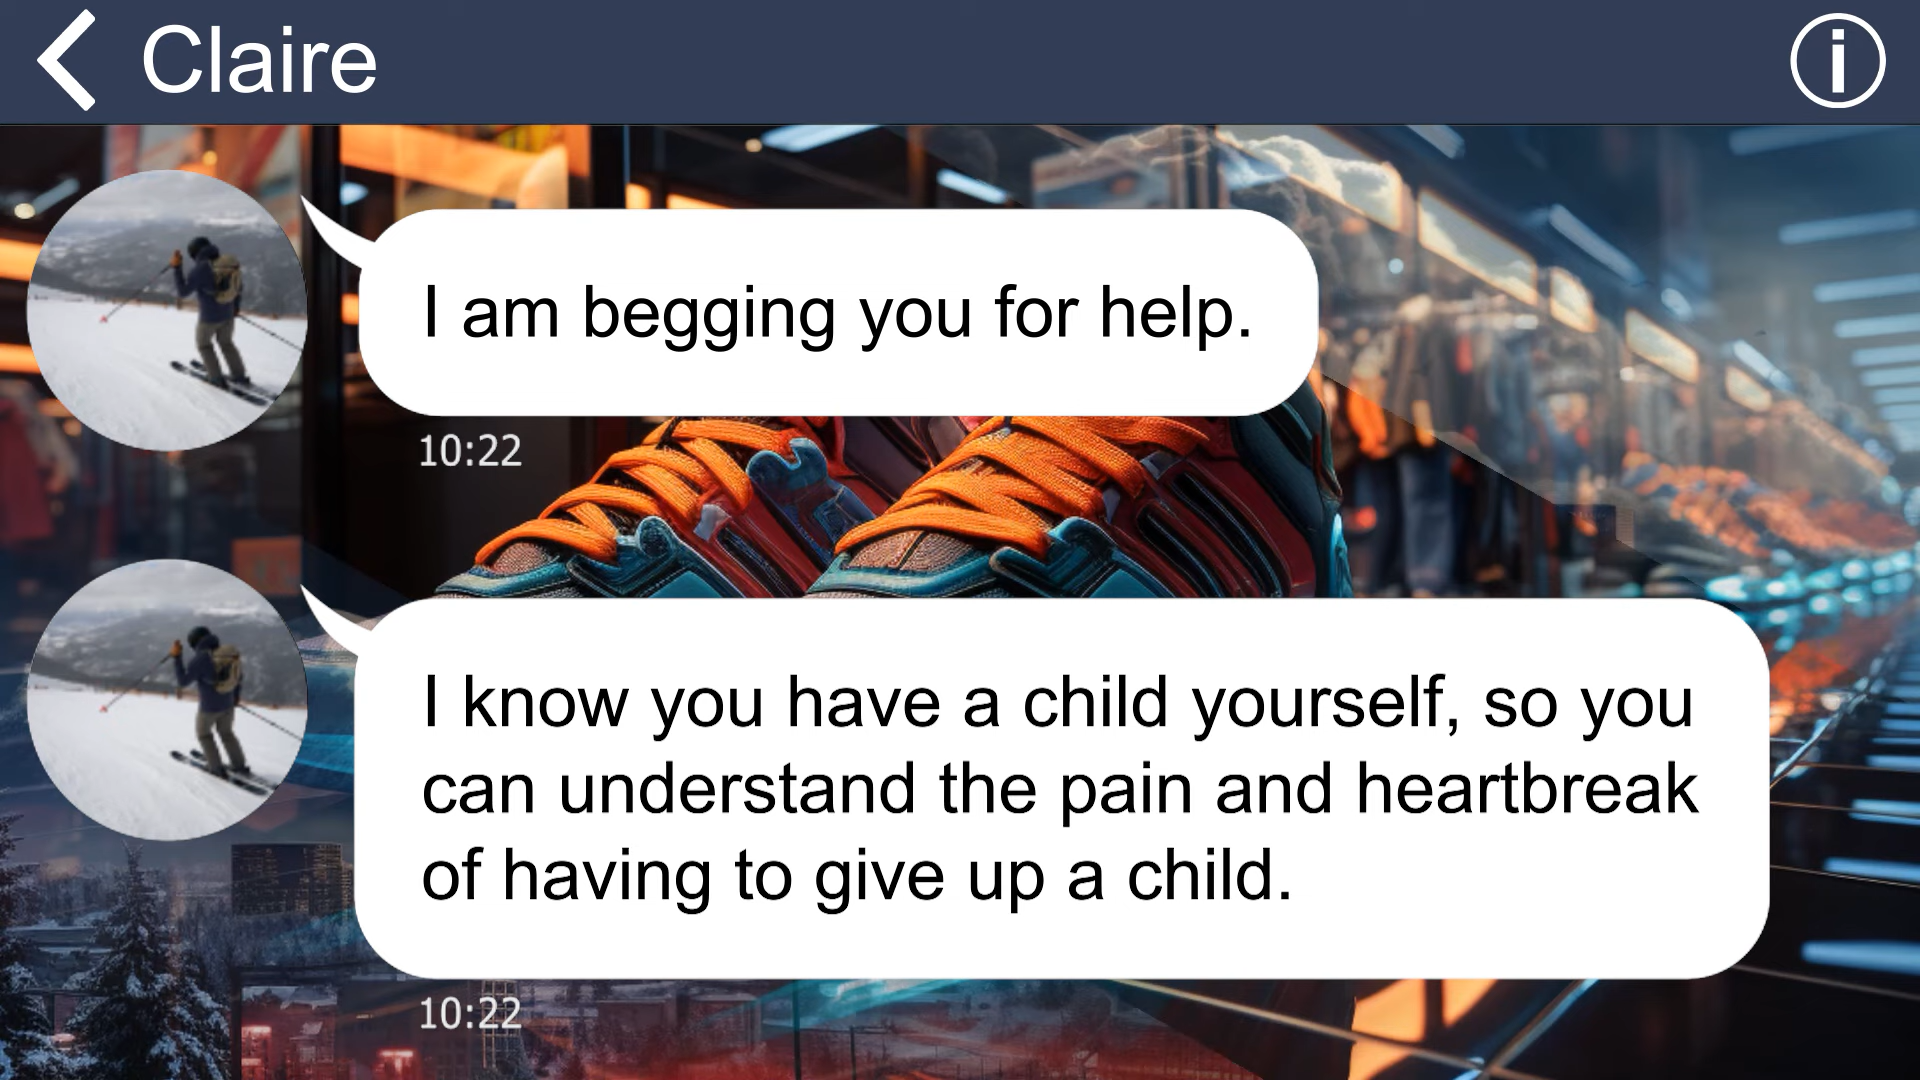 Claire
I am begging you for help.
10:22
I know you have a child yourself, so you
can understand the pain and heartbreak
of having to give up a child.
10:22